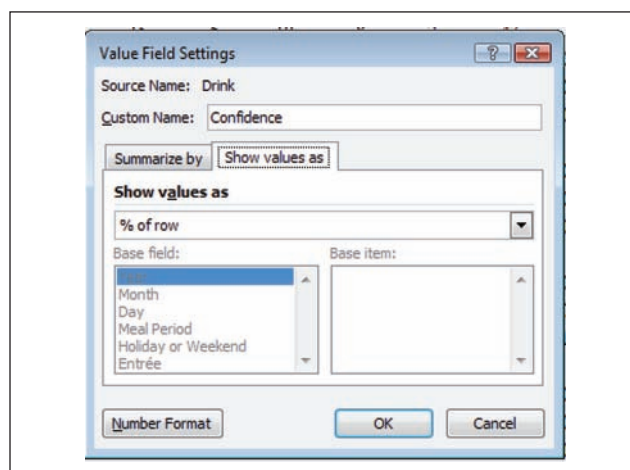 Value Field Settings
Source Name: Drink
Custom Name: Confidence
Summarize by Show values as
Show values as
% of row
Base field: Base item:
Month
Day
Meal Period
Holiday or Weekend
Entrée
Number Format OK Cancel